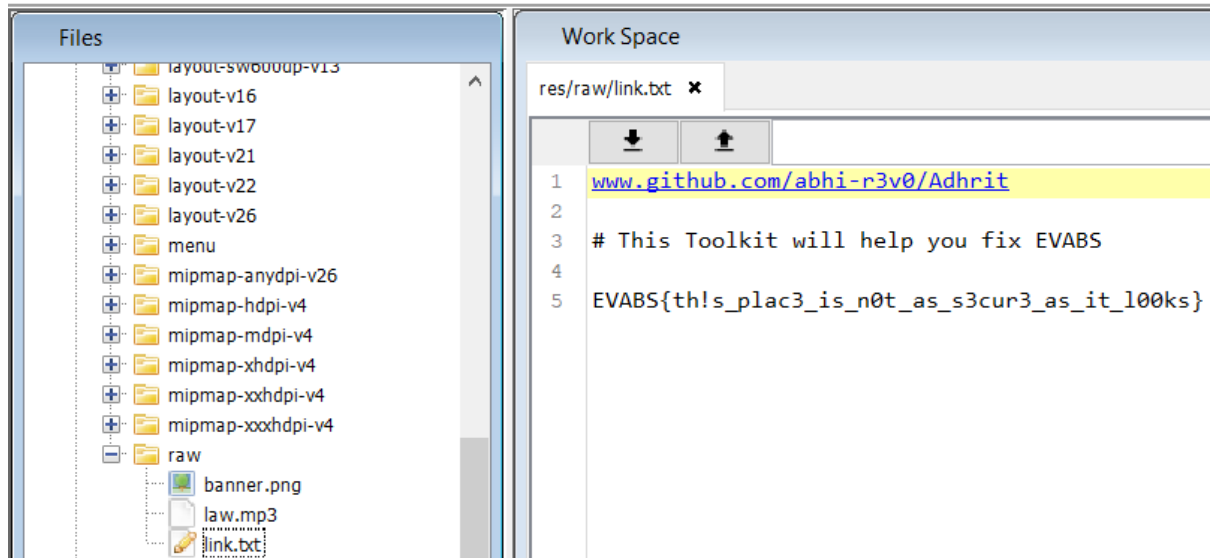 Files
layout-sw600dp-v13
layout-v16
layout-v17
layout-v21
layout-v22
layout-v26
menu
mipmap-anydpi-v26
mipmap-hdpi-v4
mipmap-mdpi-v4
mipmap-xhdpi-v4
mipmap-xxhdpi-v4
mipmap-xxxhdpi-v4
raw
banner.png
law.mp3
link.txt
Work Space
res/raw/link.txt
1 www.github.com/abhi-r3v0/Adhrit
2
3 # This Toolkit will help you fix EVABS
4
5 EVABS{th!s_plac3_is_n0t_as_s3cur3_as_it_l00ks}